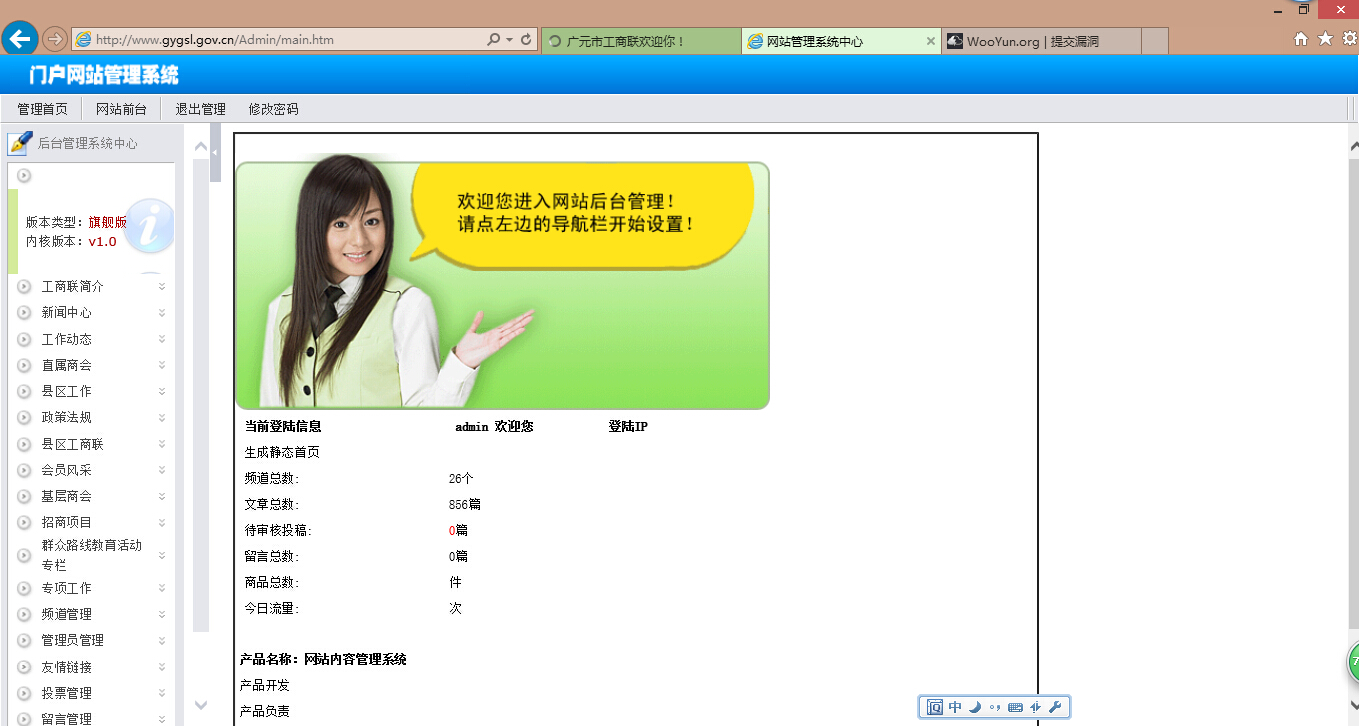 http://www.gygsl.gov.cn/Admin/main.htm
广元市工商联欢迎你！
网站管理系统中心
WooYun.org | 提交漏洞
门户网站管理系统
管理首页 网站前台 退出管理 修改密码
后台管理系统中心
版本类型：旗舰版
内核版本：v1.0
工商联简介
新闻中心
工作动态
直属商会
县区工作
政策法规
县区工商联
会员风采
基层商会
招商项目
群众路线教育活动
专栏
专项工作
频道管理
管理员管理
友情链接
投票管理
留言管理
欢迎您进入网站后台管理！
请点左边的导航栏开始设置！
当前登陆信息 admin 欢迎您 登陆IP
生成静态首页
频道总数: 26个
文章总数: 856篇
待审核投稿: 0篇
留言总数: 0篇
商品总数: 件
今日流量: 次
产品名称：网站内容管理系统
产品开发
产品负责
中
7